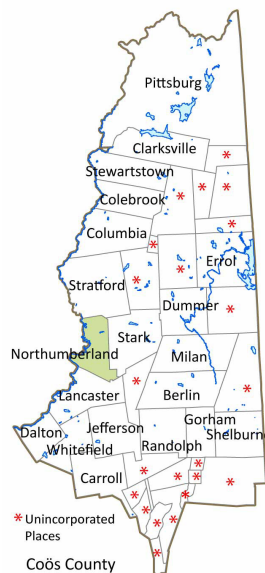 Pittsburg
Clarksville
Stewartstown
Colebrook
Columbia
Errol
Stratford
Dummer
Stark
Northumberland
Milan
Lancaster
Berlin
Jefferson
Gorham
Dalton
Shelburne
Whitefield
Randolph
Carroll
* Unincorporated
Places
Coös County